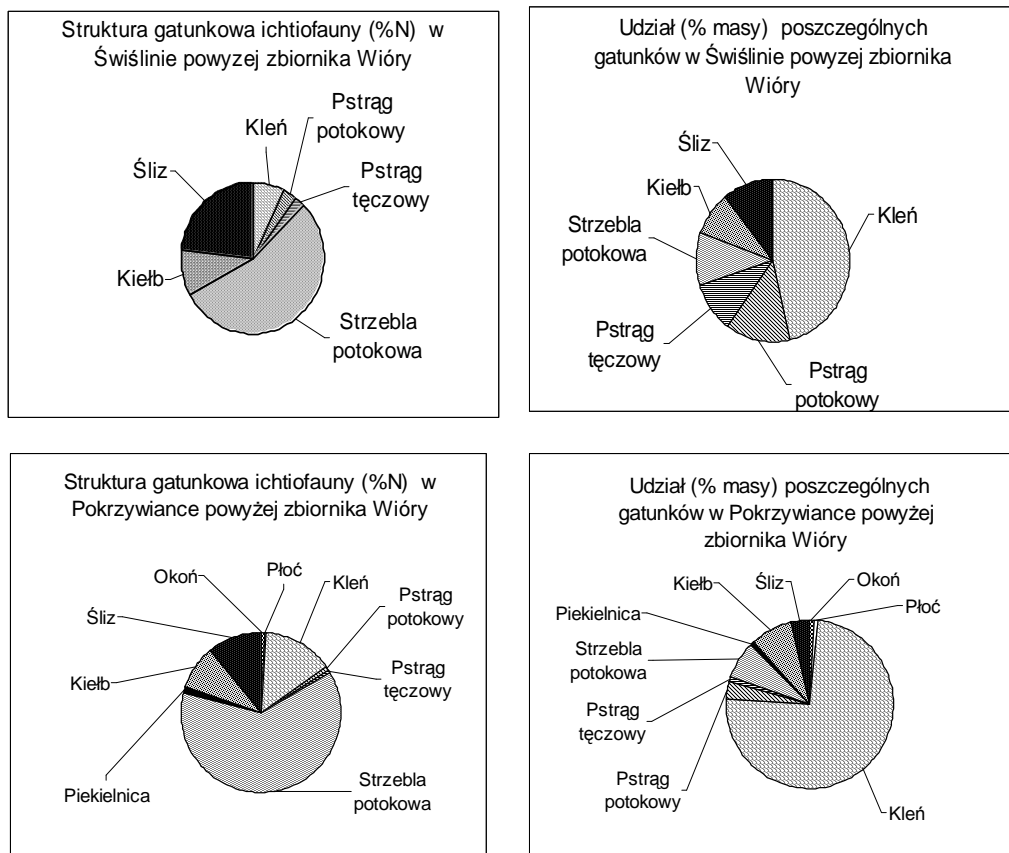 Struktura gatunkowa ichtiofauny (%N) w
Świślinie powyzej zbiornika Wióry
Kleń
Pstrąg
potokowy
Pstrąg
tęczowy
Śliz
Kiełb
Strzebla
potokowa
Udział (% masy) poszczególnych
gatunków w Świślinie powyzej zbiornika
Wióry
Śliz
Kiełb
Kleń
Strzebla
potokowa
Pstrąg
tęczowy
Pstrąg
potokowy
Struktura gatunkowa ichtiofauny (%N) w
Pokrzywiance powyżej zbiornika Wióry
Okoń
Płoć
Kleń
Pstrąg
potokowy
Śliz
Pstrąg
tęczowy
Kiełb
Piekielnica
Strzebla
potokowa
Udział (% masy) poszczególnych
gatunków w Pokrzywiance powyżej
zbiornika Wióry
Kiełb
Śliz
Okoń
Płoć
Piekielnica
Strzebla
potokowa
Pstrąg
tęczowy
Pstrąg
potokowy
Kleń